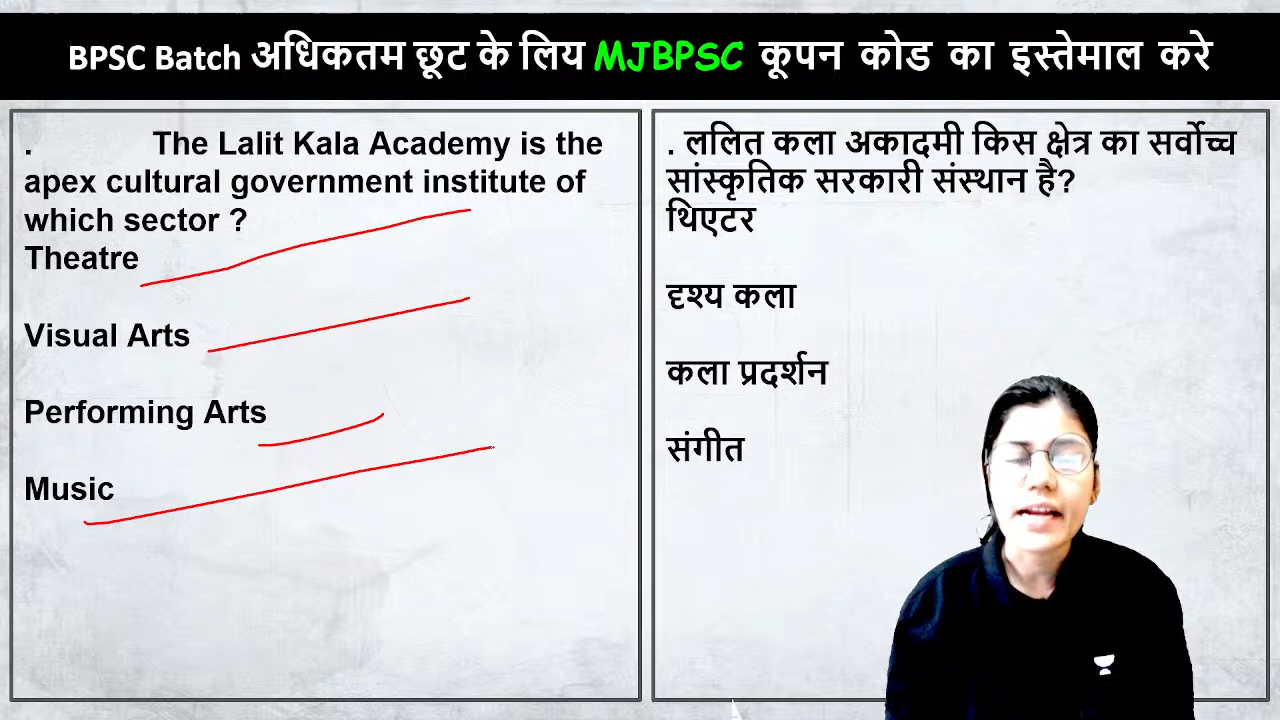 BPSC Batch अधिकतम छूट के लिय MJBPSC कूपन कोड का इस्तेमाल करे
. The Lalit Kala Academy is the
apex cultural government institute of
which sector ?
Theatre
Visual Arts
Performing Arts
Music
. ललित कला अकादमी किस क्षेत्र का सर्वोच्च
सांस्कृतिक सरकारी संस्थान है?
थिएटर
दृश्य कला
कला प्रदर्शन
संगीत